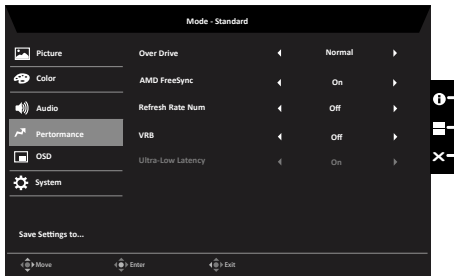 Mode - Standard
Picture
Over Drive Normal
Color
AMD FreeSync On
Audio
Refresh Rate Num Off
Pertormance
VRB Off
OSD
Ultra-Low Latency On
System
Save Settings to...
Move Enter Exit